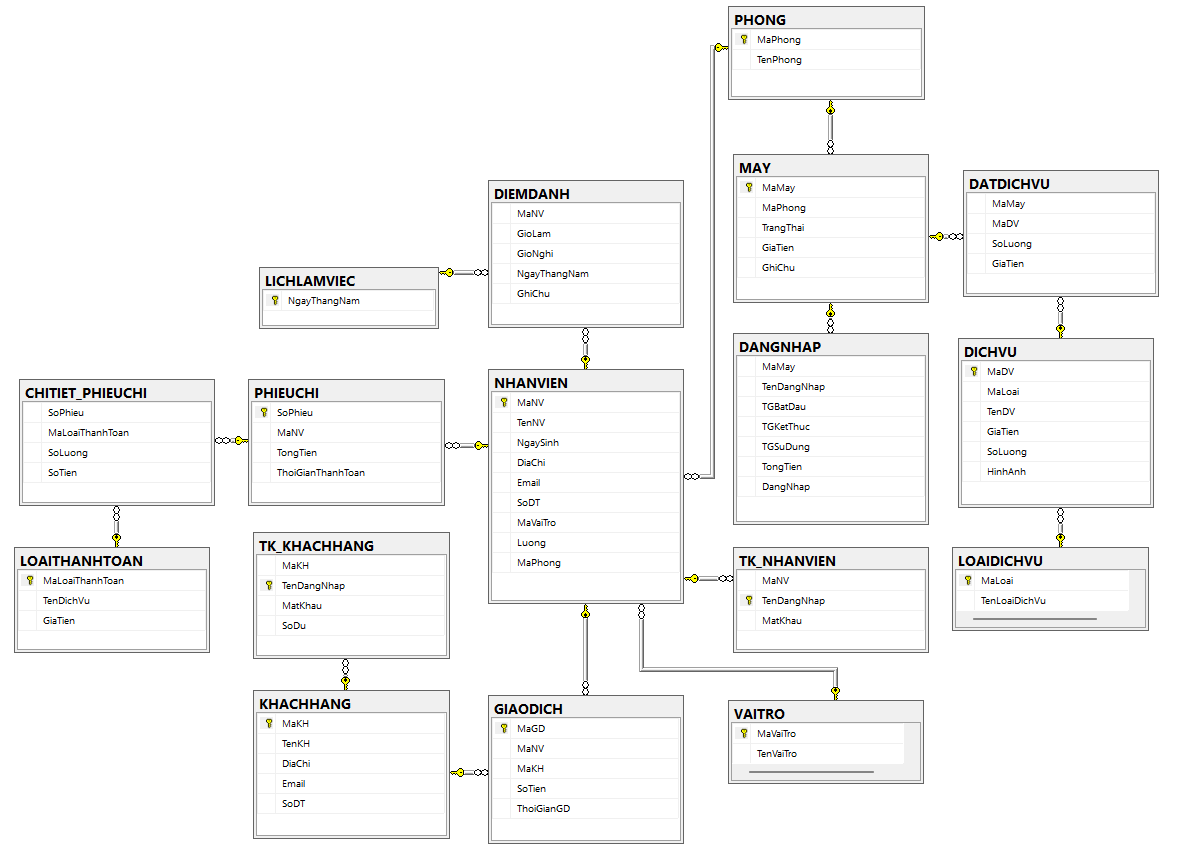 PHONG
MaPhong
TenPhong
MAY
MaMay
MaPhong
TrangThai
GiaTien
GhiChu
DATDICHVU
MaMay
MaDV
SoLuong
GiaTien
DIEMDANH
MaNV
GioLam
GioNghi
NgayThangNam
GhiChu
LICHLAMVIEC
NgayThangNam
DANGNHAP
MaMay
TenDangNhap
TGBatDau
TGKetThuc
TGSuDung
TongTien
DangNhap
DICHVU
MaDV
MaLoai
TenDV
GiaTien
SoLuong
HinhAnh
CHITIET_PHIEUCHI
SoPhieu
MaLoaiThanhToan
SoLuong
SoTien
PHIEUCHI
SoPhieu
MaNV
TongTien
ThoiGianThanhToan
NHANVIEN
MaNV
TenNV
NgaySinh
DiaChi
Email
SoDT
MaVaiTro
Luong
MaPhong
LOAITHANHTOAN
MaLoaiThanhToan
TenDichVu
GiaTien
TK_KHACHHANG
MaKH
TenDangNhap
MatKhau
SoDu
TK_NHANVIEN
MaNV
TenDangNhap
MatKhau
LOAIDICHVU
MaLoai
TenLoaiDichVu
KHACHHANG
MaKH
TenKH
DiaChi
Email
SoDT
GIAODICH
MaGD
MaNV
MaKH
SoTien
ThoiGianGD
VAITRO
MaVaiTro
TenVaiTro